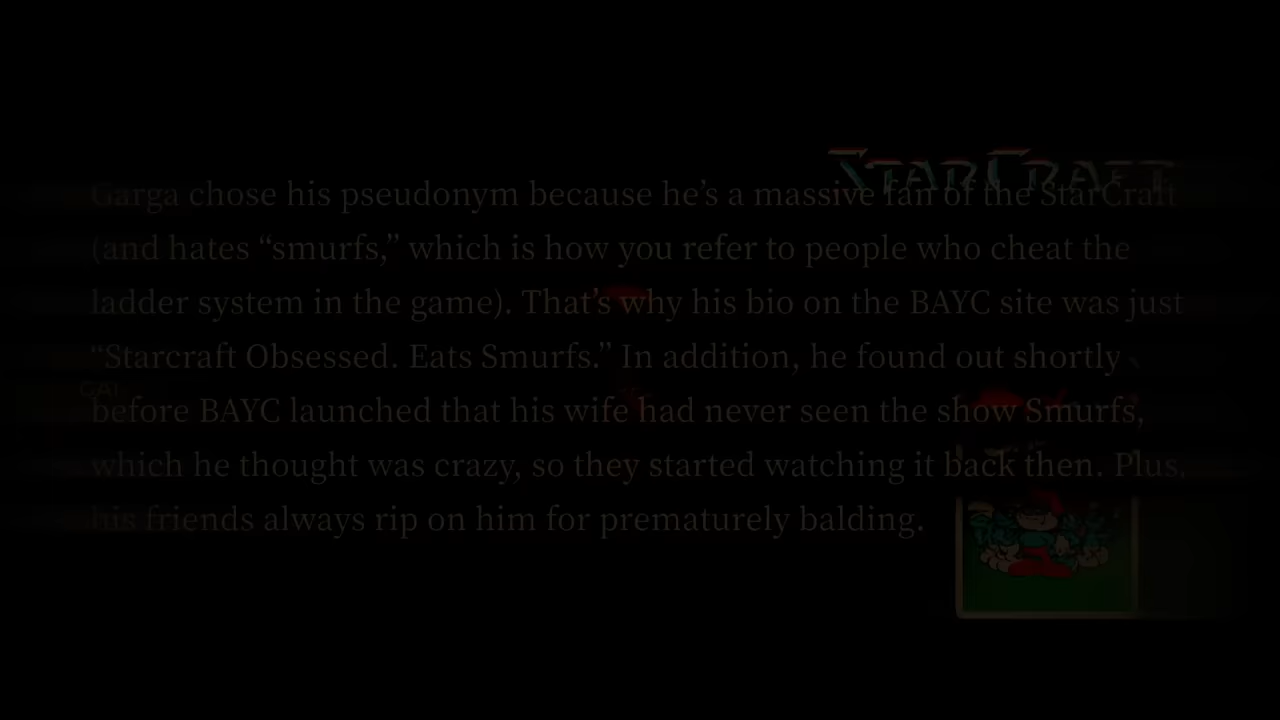 STARCRAFT
Garga chose his pseudonym because he's a massive fan of the StarCraft
(and hates “smurfs,” which is how you refer to people who cheat the
ladder system in the game). That's why his bio on the BAYC site was just
“Starcraft Obsessed. Eats Smurfs.” In addition, he found out shortly
before BAYC launched that his wife had never seen the show Smurfs,
which he thought was crazy, so they started watching it back then. Plus,
his friends always rip on him for prematurely balding.